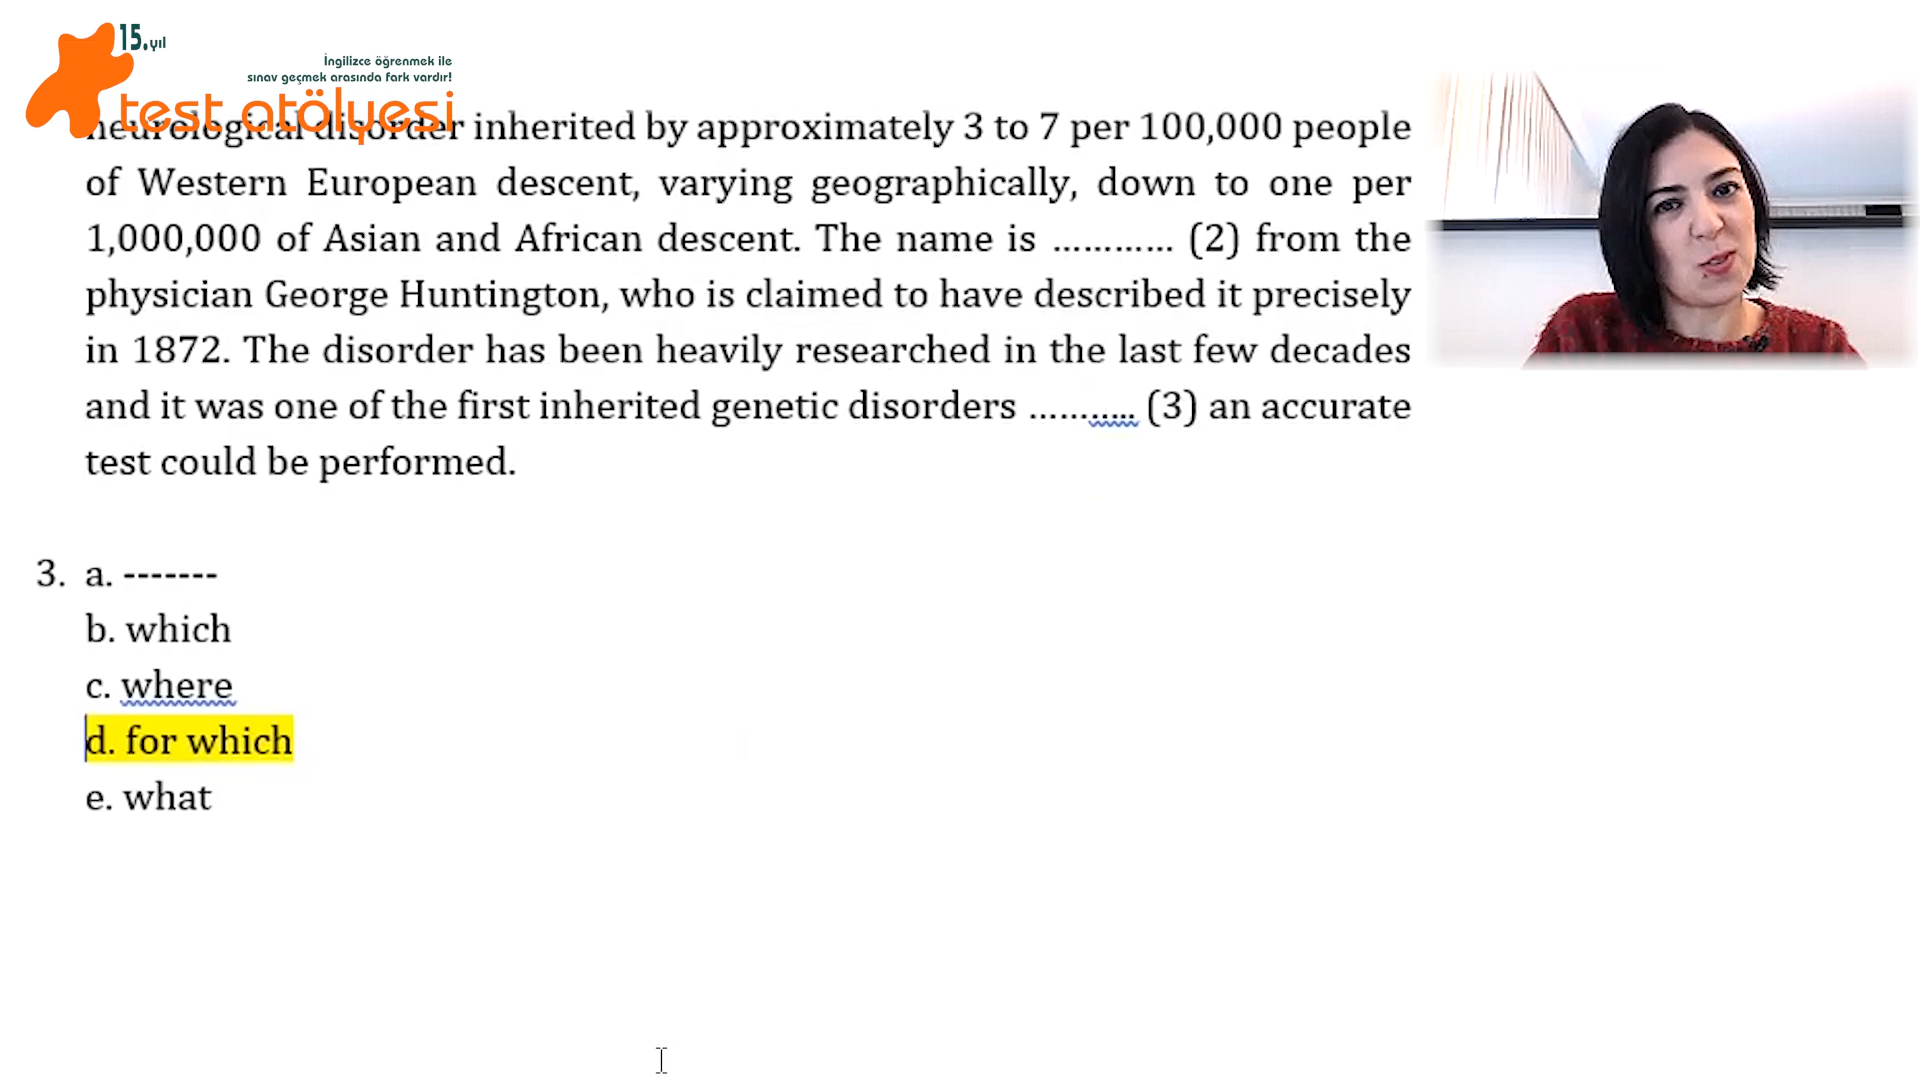 15.yıl
İngilizce öğrenmek ile
sınav geçmek arasında fark vardır!
test atölyesi
neurological disorder inherited by approximately 3 to 7 per 100,000 people
of Western European descent, varying geographically, down to one per
1,000,000 of Asian and African descent. The name is ............ (2) from the
physician George Huntington, who is claimed to have described it precisely
in 1872. The disorder has been heavily researched in the last few decades
and it was one of the first inherited genetic disorders ........... (3) an accurate
test could be performed.
3. a. -------
b. which
c. where
d. for which
e. what